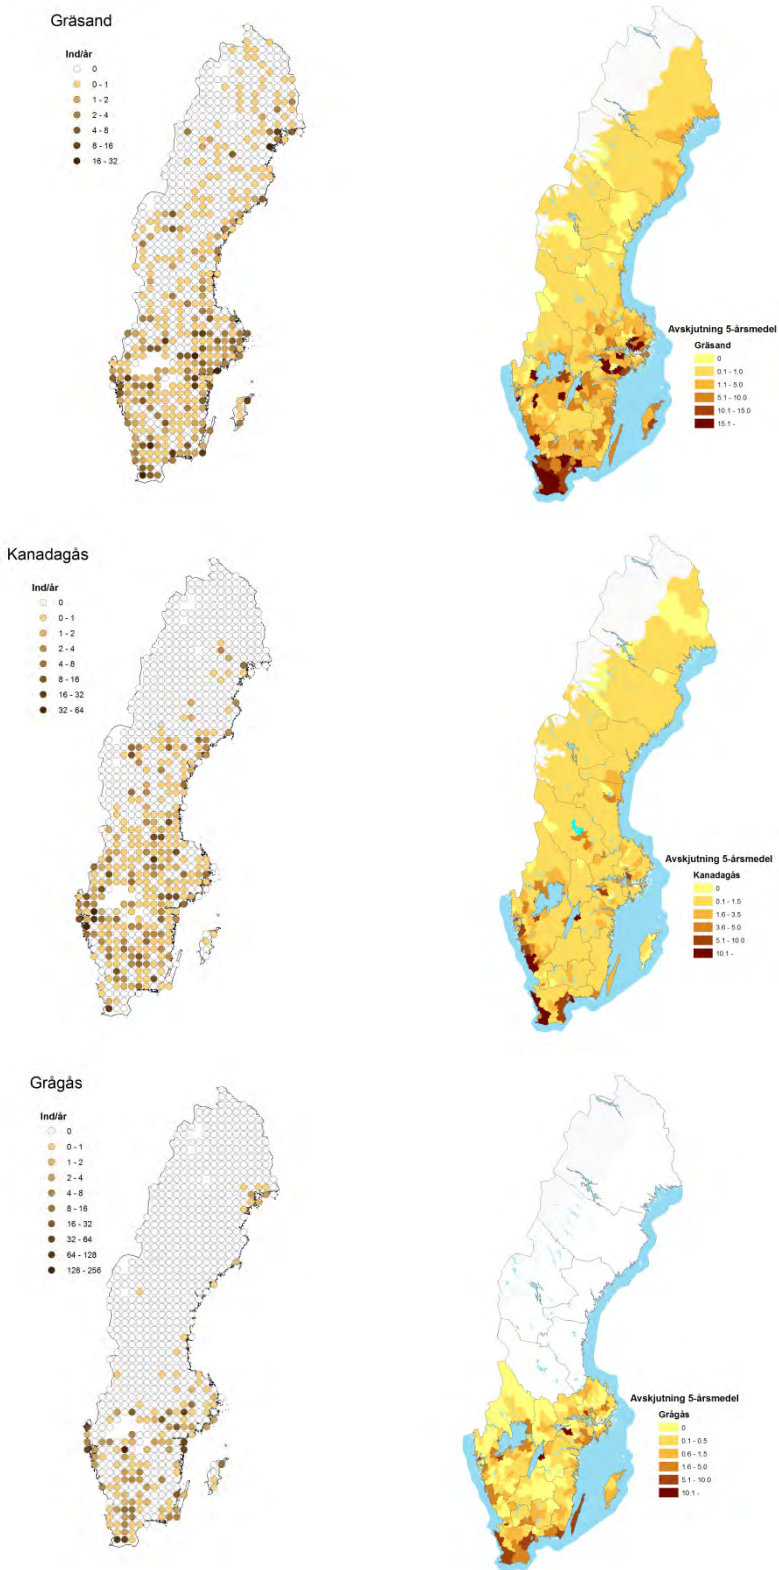 Gräsand
Ind/år
0
0 - 1
1 - 2
2 - 4
4 - 8
8 - 16
16 - 32
Avskjutning 5-årsmedel
Gräsand
0
0.1 - 1.0
1.1 - 5.0
5.1 - 10.0
10.1 - 15.0
15.1 -
Kanadagås
Ind/år
0
0 - 1
1 - 2
2 - 4
4 - 8
8 - 16
16 - 32
32 - 64
Avskjutning 5-årsmedel
Kanadagås
0
0.1 - 1.5
1.6 - 3.5
3.6 - 5.0
5.1 - 10.0
10.1 -
Grågås
Ind/år
0
0 - 1
1 - 2
2 - 4
4 - 8
8 - 16
16 - 32
32 - 64
64 - 128
128 - 256
Avskjutning 5-årsmedel
Grågås
0
0.1 - 0.5
0.6 - 1.5
1.6 - 5.0
5.1 - 10.0
10.1 -